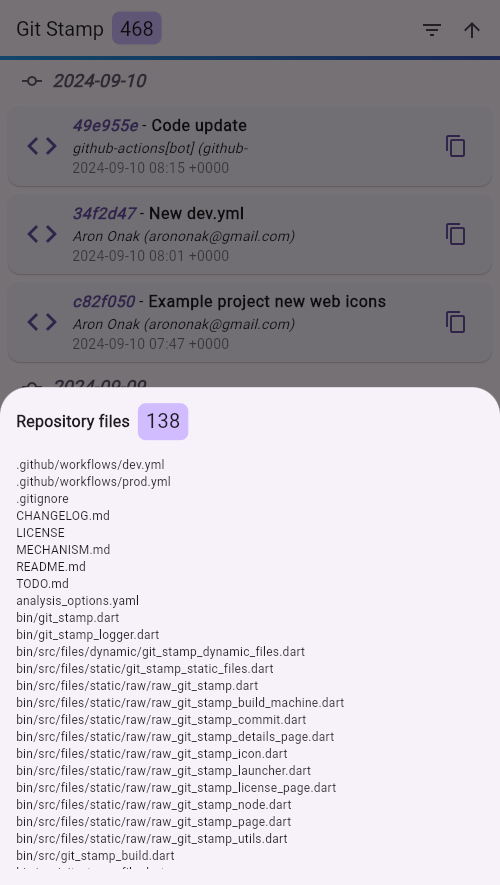 Git Stamp 468
2024-09-10
49e955e - Code update
github-actions[bot] (github-
2024-09-10 08:15 +0000
34f2d47 - New dev.yml
Aron Onak (arononak@gmail.com)
2024-09-10 08:01 +0000
c82f050 - Example project new web icons
Aron Onak (arononak@gmail.com)
2024-09-10 07:47 +0000
2024-09-09
Repository files 138
.github/workflows/dev.yml
.github/workflows/prod.yml
.gitignore
CHANGELOG.md
LICENSE
MECHANISM.md
README.md
TODO.md
analysis_options.yaml
bin/git_stamp.dart
bin/git_stamp_logger.dart
bin/src/files/dynamic/git_stamp_dynamic_files.dart
bin/src/files/static/git_stamp_static_files.dart
bin/src/files/static/raw/raw_git_stamp.dart
bin/src/files/static/raw/raw_git_stamp_build_machine.dart
bin/src/files/static/raw/raw_git_stamp_commit.dart
bin/src/files/static/raw/raw_git_stamp_details_page.dart
bin/src/files/static/raw/raw_git_stamp_icon.dart
bin/src/files/static/raw/raw_git_stamp_launcher.dart
bin/src/files/static/raw/raw_git_stamp_license_page.dart
bin/src/files/static/raw/raw_git_stamp_node.dart
bin/src/files/static/raw/raw_git_stamp_page.dart
bin/src/files/static/raw/raw_git_stamp_utils.dart
bin/src/git_stamp_build.dart